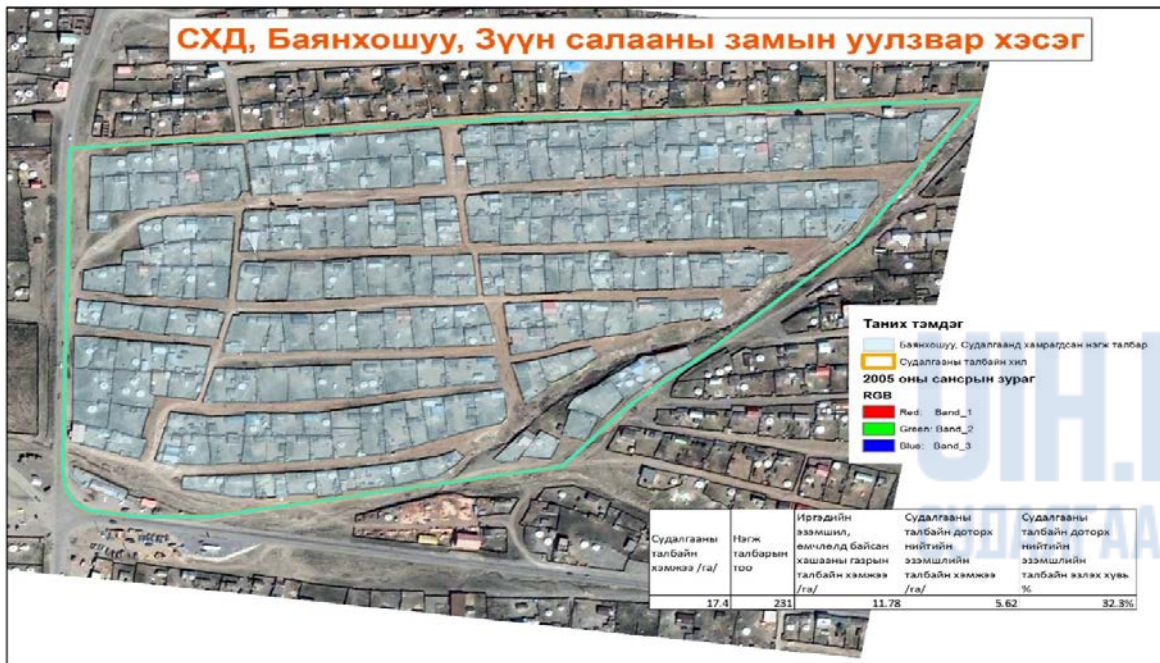 СХД, Баянхошуу, Зүүн салааны замын уулзвар хэсэг
Таних тэмдэг
Баянхошуу, Судалгаанд хамрагдсан нэгж талбар
Судалгааны талбайн хил
2005 оны сансрын зураг
RGB
Red: Band_1
Green: Band_2
Blue: Band_3
Судалгааны талбайн хэмжээ /га/
Нэгж талбарын тоо
Иргэдийн эзэмшил, өмчлөлд байсан хашааны газрын талбайн хэмжээ /га/
Судалгааны талбайн доторх нийтийн эзэмшлийн талбайн хэмжээ /га/
Судалгааны талбайн доторх нийтийн эзэмшлийн талбайн эзлэх хувь %
17.4 231 11.78 5.62 32.3%